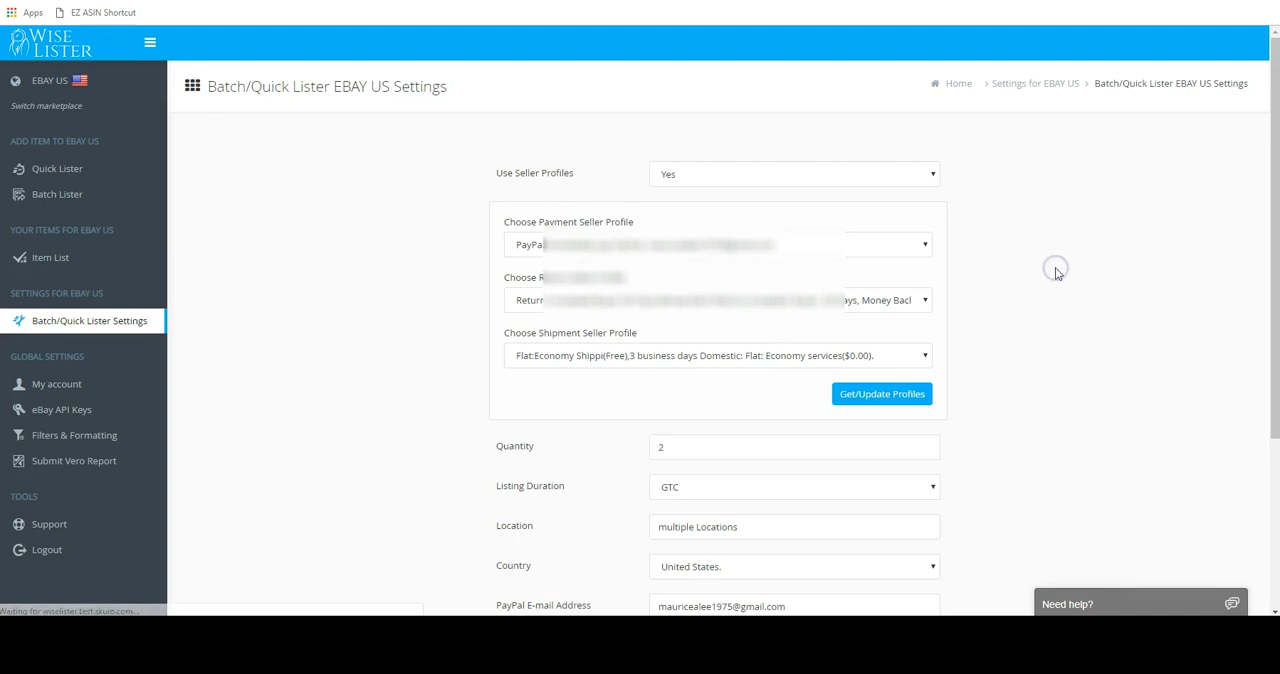 Apps EZ ASIN Shortcut
WISE LISTER
EBAY US
Switch marketplace
ADD ITEM TO EBAY US
Quick Lister
Batch Lister
YOUR ITEMS FOR EBAY US
Item List
SETTINGS FOR EBAY US
Batch/Quick Lister Settings
GLOBAL SETTINGS
My account
eBay API Keys
Filters & Formatting
Submit Vero Report
TOOLS
Support
Logout
Waiting for wiselister.test.skuip.com...
Batch/Quick Lister EBAY US Settings
Home > Settings for EBAY US > Batch/Quick Lister EBAY US Settings
Use Seller Profiles Yes
Choose Payment Seller Profile
PayPal
Choose
Return ays, Money Bacl
Choose Shipment Seller Profile
Flat:Economy Shippi(Free),3 business days Domestic: Flat: Economy services($0.00).
Get/Update Profiles
Quantity 2
Listing Duration GTC
Location multiple Locations
Country United States.
PayPal E-mail Address mauricealee1975@gmail.com
Need help?